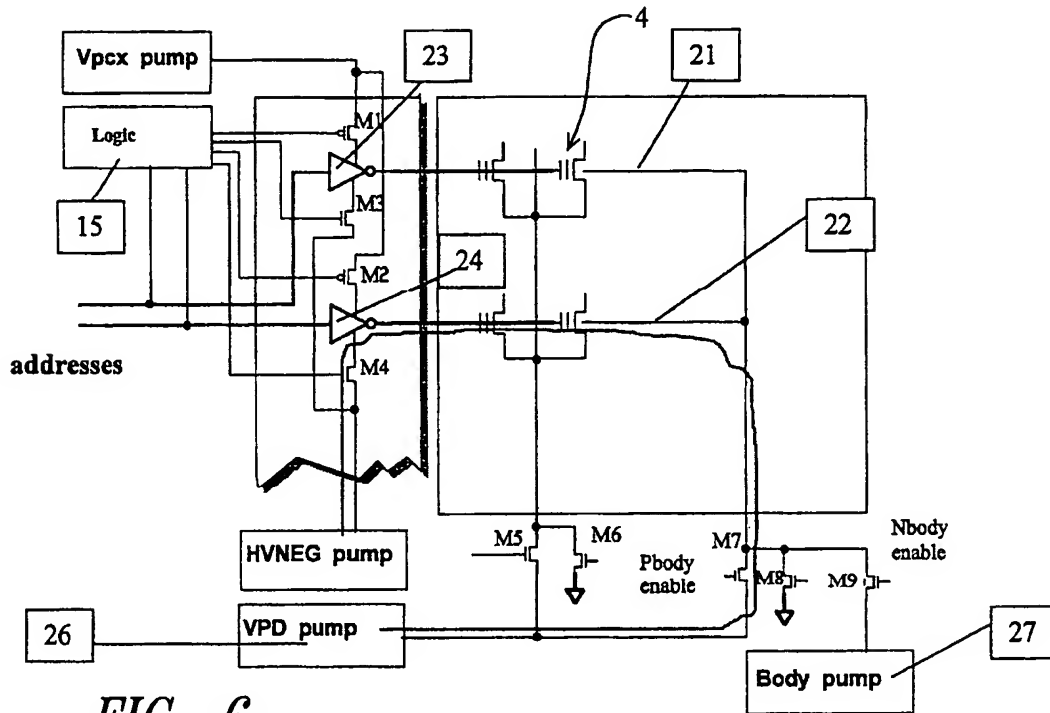 4
Vpcx pump
23
21
M1
Logic
15
M3
22
M2
24
addresses
M4
M5
M6
M7
Nbody
enable
HVNEG pump
Pbody
enable
M8
M9
26
VPD pump
27
Body pump